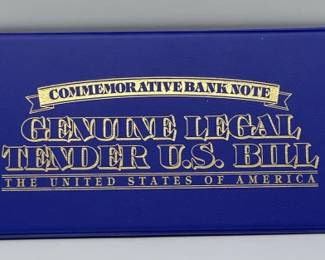 COMMEMORATIVE BANK NOTE
GENUINE LEGAL
TENDER U.S. BILL
THE UNITED STATES OF AMERICA